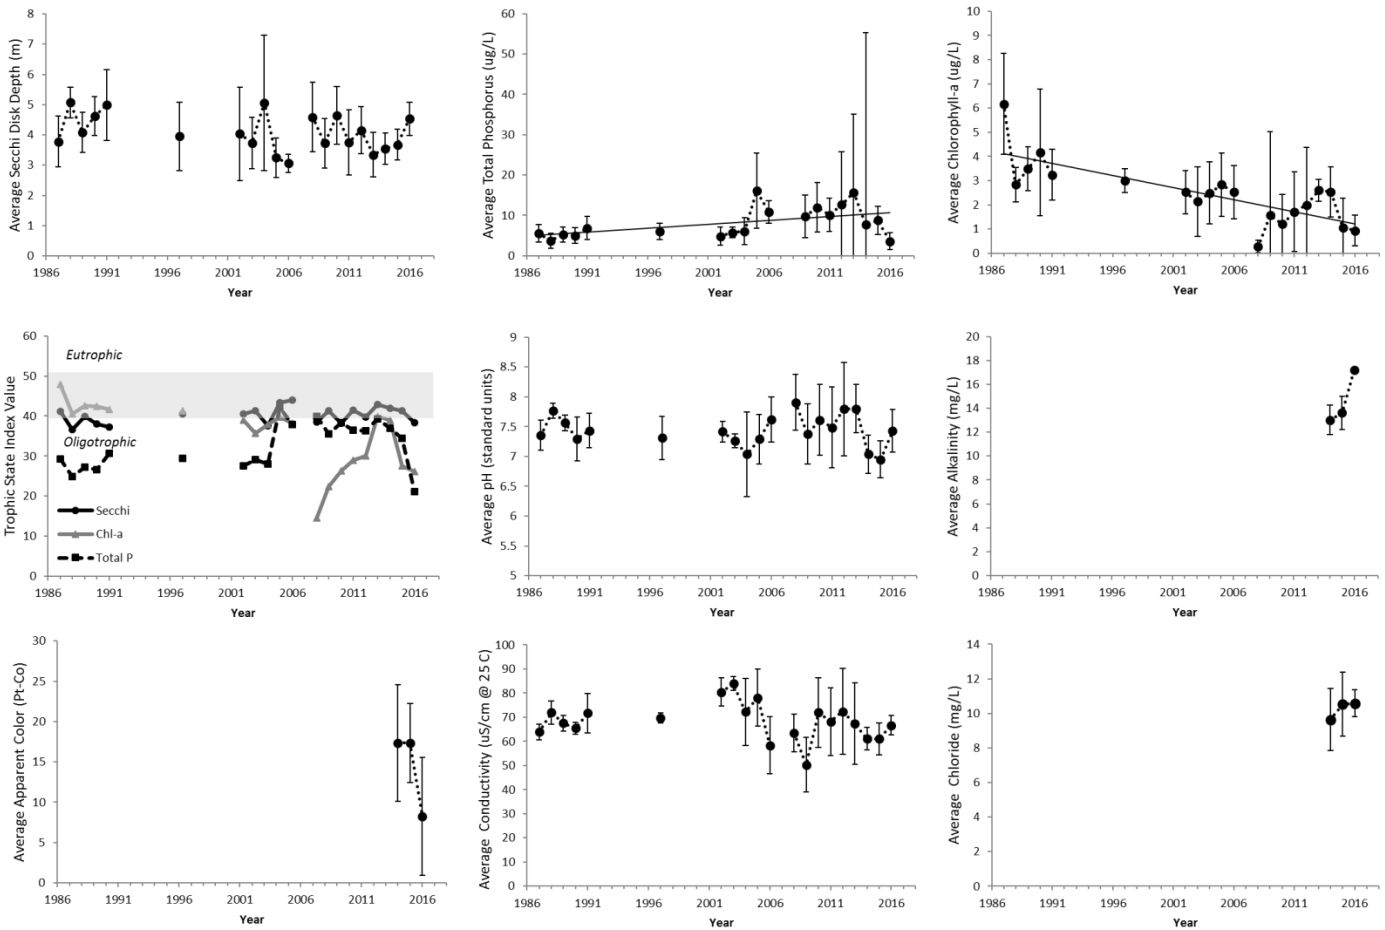 Average Secchi Disk Depth (m)
8
7
6
5
4
3
2
1
0
1986 1991 1996 2001 2006 2011 2016
Year
Average Total Phosphorus (ug/L)
60
50
40
30
20
10
0
1986 1991 1996 2001 2006 2011 2016
Year
Average Chlorophyll-a (ug/L)
10
9
8
7
6
5
4
3
2
1
0
1986 1991 1996 2001 2006 2011 2016
Year
Trophic State Index Value
60
50
40
30
20
10
0
Eutrophic
Oligotrophic
Secchi
Chl-a
Total P
1986 1991 1996 2001 2006 2011 2016
Year
Average pH (standard units)
9
8.5
8
7.5
7
6.5
6
5.5
5
1986 1991 1996 2001 2006 2011 2016
Year
Average Alkalinity (mg/L)
20
18
16
14
12
10
8
6
4
2
0
1986 1991 1996 2001 2006 2011 2016
Year
Average Apparent Color (Pt-Co)
30
25
20
15
10
5
0
1986 1991 1996 2001 2006 2011 2016
Year
Average Conductivity (uS/cm @ 25 C)
100
90
80
70
60
50
40
30
20
10
0
1986 1991 1996 2001 2006 2011 2016
Year
Average Chloride (mg/L)
14
12
10
8
6
4
2
0
1986 1991 1996 2001 2006 2011 2016
Year